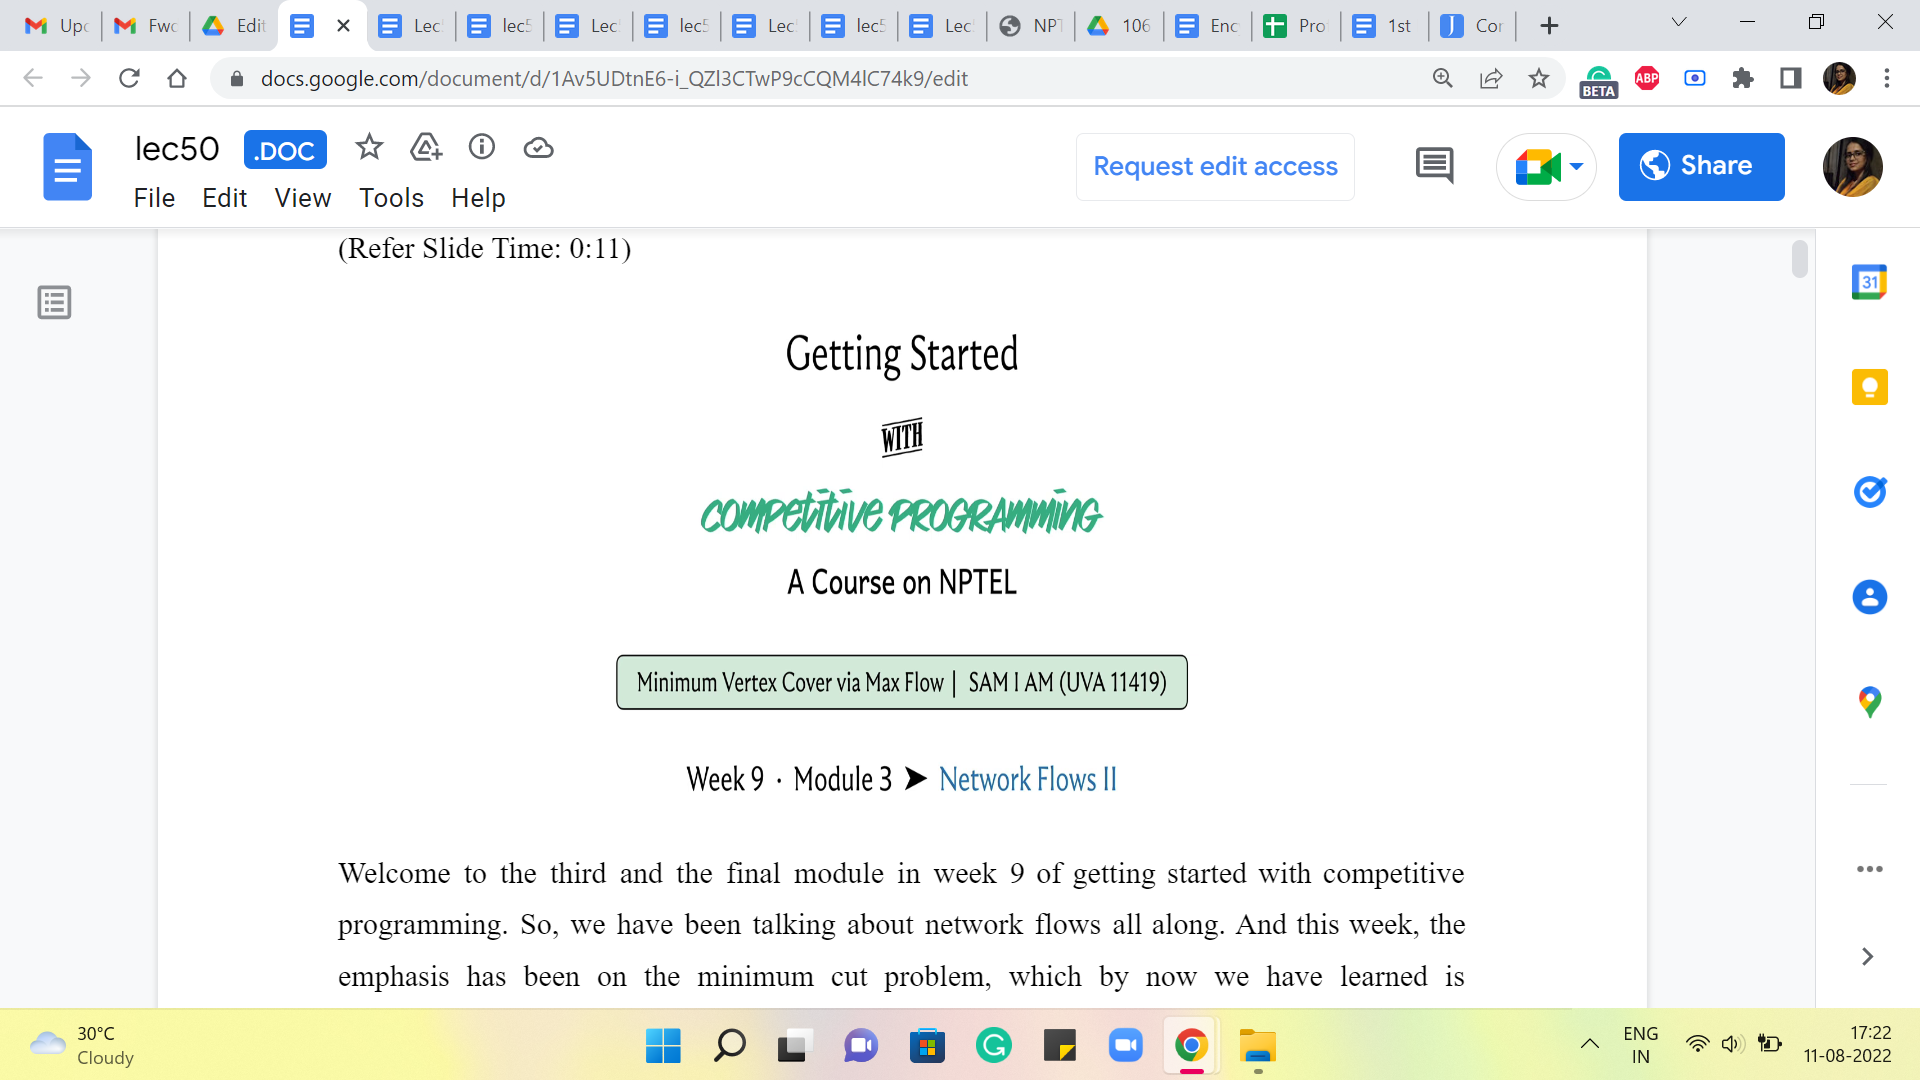 Upc
Fwc
Edit
Lec
lec5
Lec
lec5
Lec
lec5
Lec
NPT
106
Enc
Pro
1st
Cor
docs.google.com/document/d/1Av5UDtnE6-i_QZl3CTwP9cCQM4lC74k9/edit
ABP
BETA
lec50
.DOC
File Edit View Tools Help
Request edit access
Share
31
(Refer Slide Time: 0:11)
Getting Started
WITH
COMPETITIVE PROGRAMMING
A Course on NPTEL
Minimum Vertex Cover via Max Flow | SAM I AM (UVA 11419)
Week 9 · Module 3 ➤ Network Flows II
Welcome to the third and the final module in week 9 of getting started with competitive
programming. So, we have been talking about network flows all along. And this week, the
emphasis has been on the minimum cut problem, which by now we have learned is
30°C
Cloudy
ENG
IN
17:22
11-08-2022